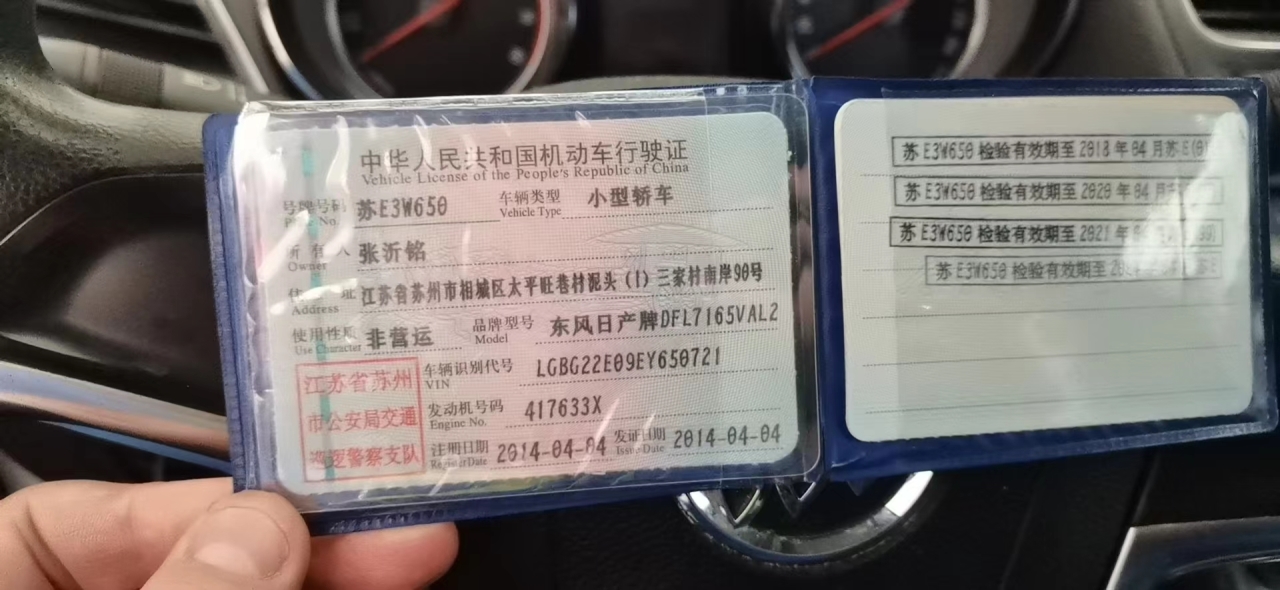 中华人民共和国机动车行驶证
Vehicle License of the People's Republic of China
号牌号码 苏E3W650 车辆类型 小型轿车
Plate No. Vehicle Type
所有人 张沂铭
Owner
住址 江苏省苏州市相城区太平旺巷村泥头（1）三家村南岸90号
Address
使用性质 非营运 品牌型号 东风日产牌DFL7165VAL2
Use Character Model
车辆识别代号 LGBG22E09EY650721
VIN
发动机号码 417633X
Engine No.
注册日期 2014-04-04 发证日期 2014-04-04
Register Date Issue Date
江苏省苏州
市公安局交通
巡逻警察支队
苏E3W650 检验有效期至2018年04月苏E(01)
苏E3W650 检验有效期至2020年04月
苏E3W650 检验有效期至2021年
苏E3W650 检验有效期至